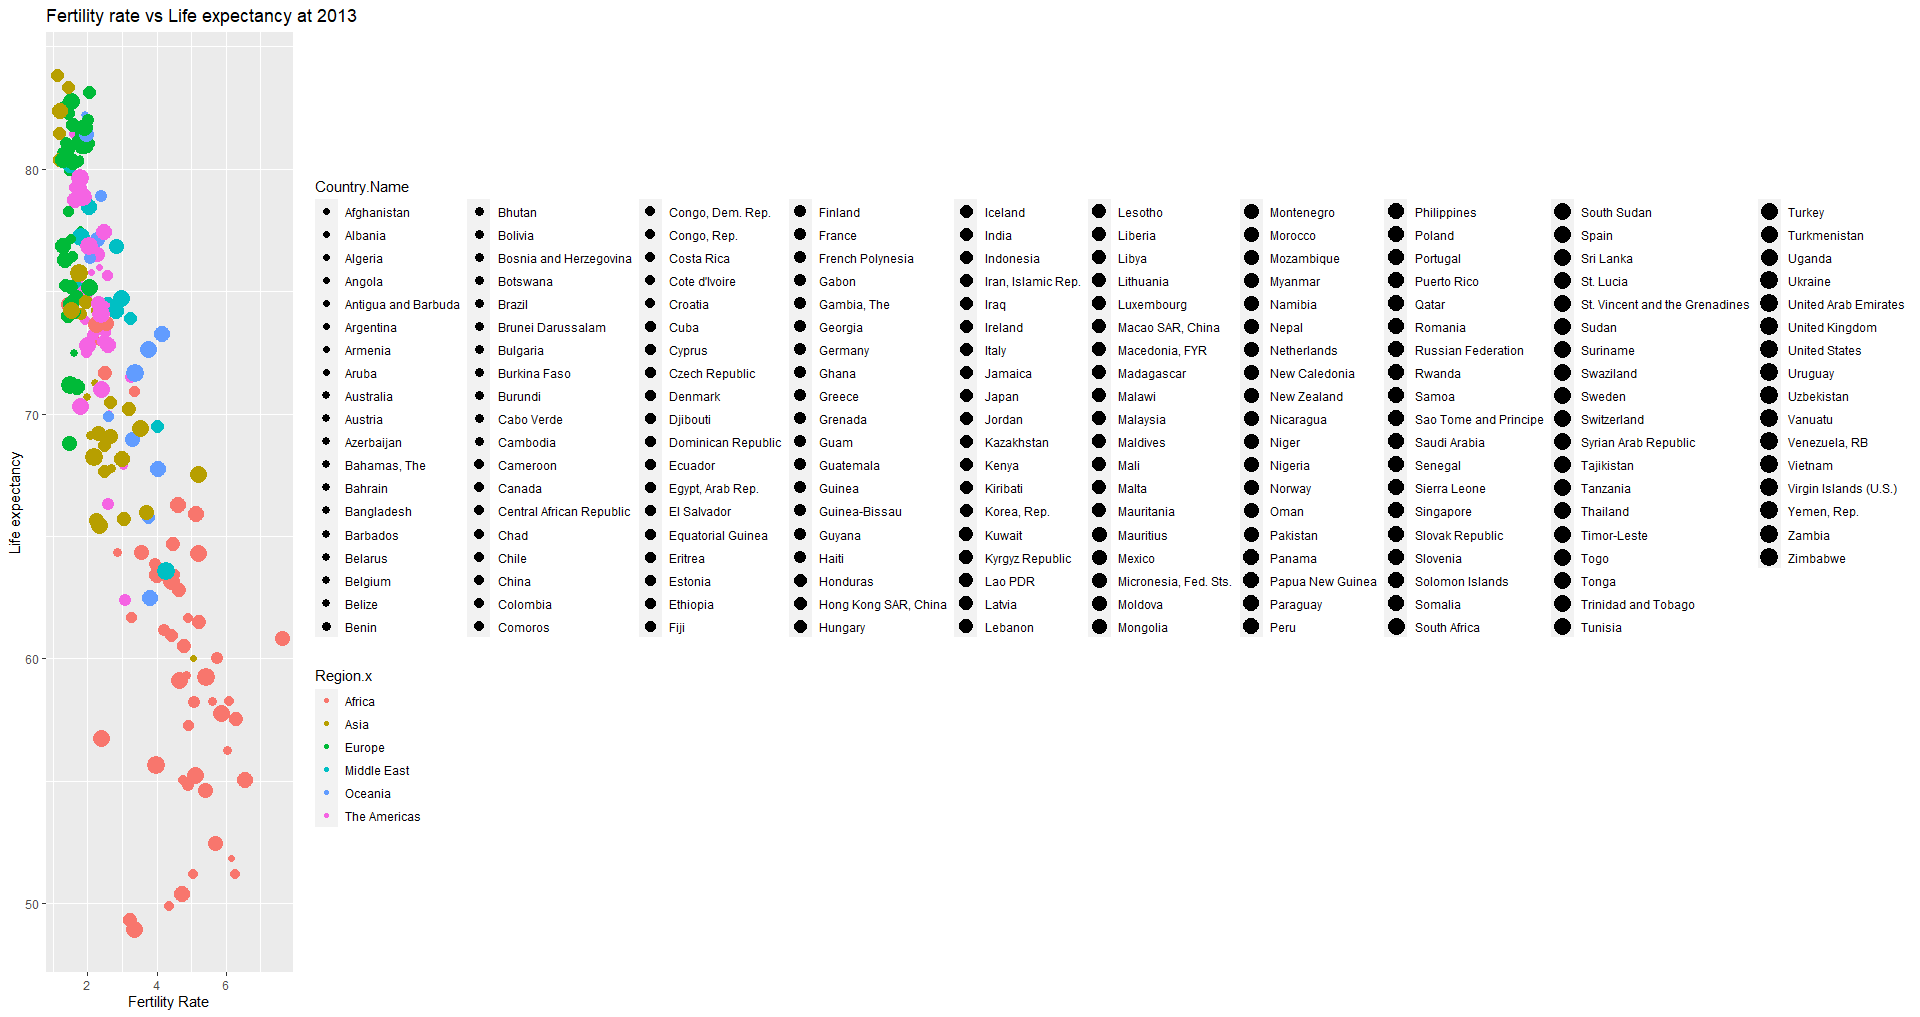 Fertility rate vs Life expectancy at 2013
Life expectancy
80
70
60
50
2 4 6
Fertility Rate
Country.Name
Afghanistan
Albania
Algeria
Angola
Antigua and Barbuda
Argentina
Armenia
Aruba
Australia
Austria
Azerbaijan
Bahamas, The
Bahrain
Bangladesh
Barbados
Belarus
Belgium
Belize
Benin
Bhutan
Bolivia
Bosnia and Herzegovina
Botswana
Brazil
Brunei Darussalam
Bulgaria
Burkina Faso
Burundi
Cabo Verde
Cambodia
Cameroon
Canada
Central African Republic
Chad
Chile
China
Colombia
Comoros
Congo, Dem. Rep.
Congo, Rep.
Costa Rica
Cote d'Ivoire
Croatia
Cuba
Cyprus
Czech Republic
Denmark
Djibouti
Dominican Republic
Ecuador
Egypt, Arab Rep.
El Salvador
Equatorial Guinea
Eritrea
Estonia
Ethiopia
Fiji
Finland
France
French Polynesia
Gabon
Gambia, The
Georgia
Germany
Ghana
Greece
Grenada
Guam
Guatemala
Guinea
Guinea-Bissau
Guyana
Haiti
Honduras
Hong Kong SAR, China
Hungary
Iceland
India
Indonesia
Iran, Islamic Rep.
Iraq
Ireland
Italy
Jamaica
Japan
Jordan
Kazakhstan
Kenya
Kiribati
Korea, Rep.
Kuwait
Kyrgyz Republic
Lao PDR
Latvia
Lebanon
Lesotho
Liberia
Libya
Lithuania
Luxembourg
Macao SAR, China
Macedonia, FYR
Madagascar
Malawi
Malaysia
Maldives
Mali
Malta
Mauritania
Mauritius
Mexico
Micronesia, Fed. Sts.
Moldova
Mongolia
Montenegro
Morocco
Mozambique
Myanmar
Namibia
Nepal
Netherlands
New Caledonia
New Zealand
Nicaragua
Niger
Nigeria
Norway
Oman
Pakistan
Panama
Papua New Guinea
Paraguay
Peru
Philippines
Poland
Portugal
Puerto Rico
Qatar
Romania
Russian Federation
Rwanda
Samoa
Sao Tome and Principe
Saudi Arabia
Senegal
Sierra Leone
Singapore
Slovak Republic
Slovenia
Solomon Islands
Somalia
South Africa
South Sudan
Spain
Sri Lanka
St. Lucia
St. Vincent and the Grenadines
Sudan
Suriname
Swaziland
Sweden
Switzerland
Syrian Arab Republic
Tajikistan
Tanzania
Thailand
Timor-Leste
Togo
Tonga
Trinidad and Tobago
Tunisia
Turkey
Turkmenistan
Uganda
Ukraine
United Arab Emirates
United Kingdom
United States
Uruguay
Uzbekistan
Vanuatu
Venezuela, RB
Vietnam
Virgin Islands (U.S.)
Yemen, Rep.
Zambia
Zimbabwe
Region.x
Africa
Asia
Europe
Middle East
Oceania
The Americas